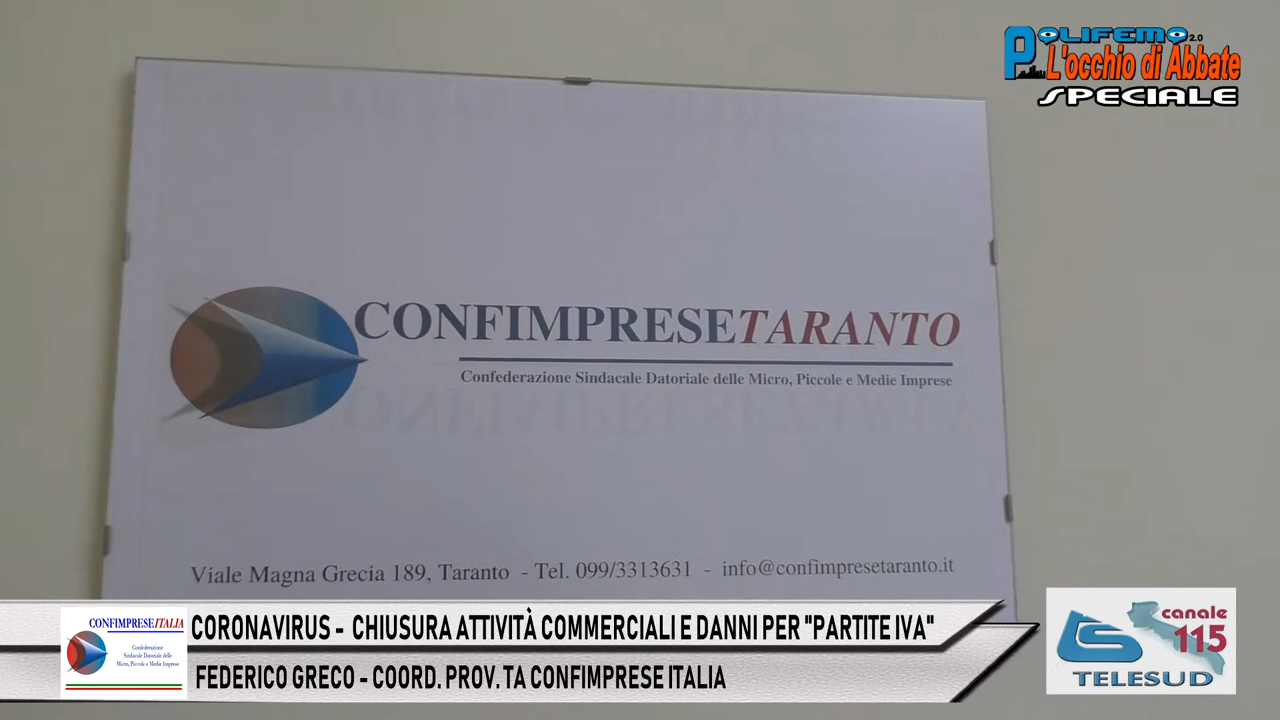 POLIFEMO 2.0
L'occhio di Abbate
SPECIALE
CONFIMPRESETARANTO
Confederazione Sindacale Datoriale delle Micro, Piccole e Medie Imprese
Viale Magna Grecia 189, Taranto - Tel. 099/3313631 - info@confimpresetaranto.it
CONFIMPRESEITALIA
Confederazione
Sindacale Datoriale delle
Micro, Piccole e Medie Imprese
CORONAVIRUS – CHIUSURA ATTIVITÀ COMMERCIALI E DANNI PER "PARTITE IVA"
FEDERICO GRECO – COORD. PROV. TA CONFIMPRESE ITALIA
canale
115
TELESUD